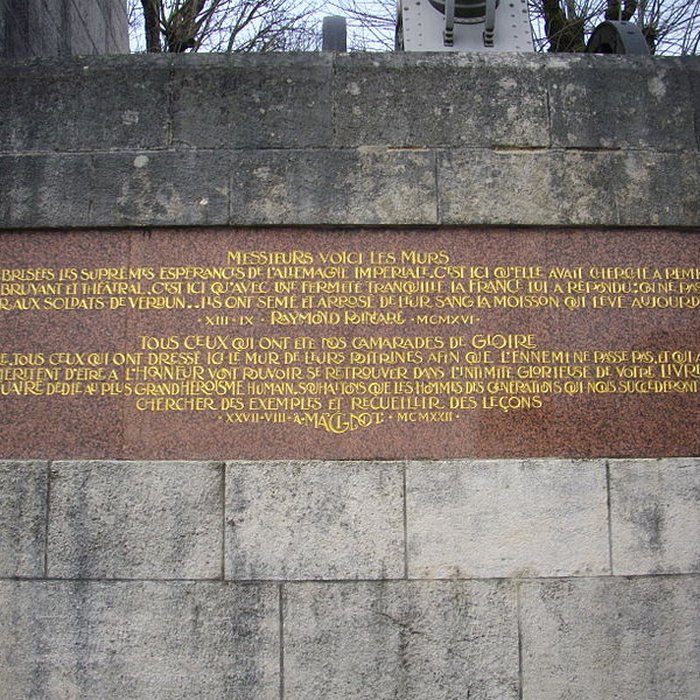 MESSIEURS VOICI LES MURS
BRISÉES LES SUPRÊMES ESPÉRANCES DE L'ALLEMAGNE IMPÉRIALE. C'EST ICI QU'ELLE AVAIT CHERCHÉ A REM
BRUYANT ET THÉÂTRAL. C'EST ICI QU'AVEC UNE FERMETÉ TRANQUILLE LA FRANCE LUI A RÉPONDU: ON NE PAS
R AUX SOLDATS DE VERDUN... ILS ONT SEMÉ ET ARROSÉ DE LEUR SANG LA MOISSON QUI LÈVE AUJOUR
· XIII · IX · RAYMOND POINCARÉ · MCMXVI ·
TOUS CEUX QUI ONT ÉTÉ NOS CAMARADES DE GLOIRE
E, TOUS CEUX QUI ONT DRESSÉ ICI LE MUR DE LEURS POITRINES AFIN QUE L'ENNEMI NE PASSE PAS, ET QUI
MÉRITENT D'ÊTRE A L'HONNEUR VONT POUVOIR SE RETROUVER DANS L'INTIMITÉ GLORIEUSE DE VOTRE LIVRE
UAIRE DÉDIÉ AU PLUS GRAND HÉROÏSME HUMAIN. SOUHAITONS QUE LES HOMMES DES GÉNÉRATIONS QUI NOUS SUCCÉDERONT
CHERCHER DES EXEMPLES ET RECUEILLIR DES LEÇONS
· XXVII · VIII · A · MAGINOT · MCMXXII ·